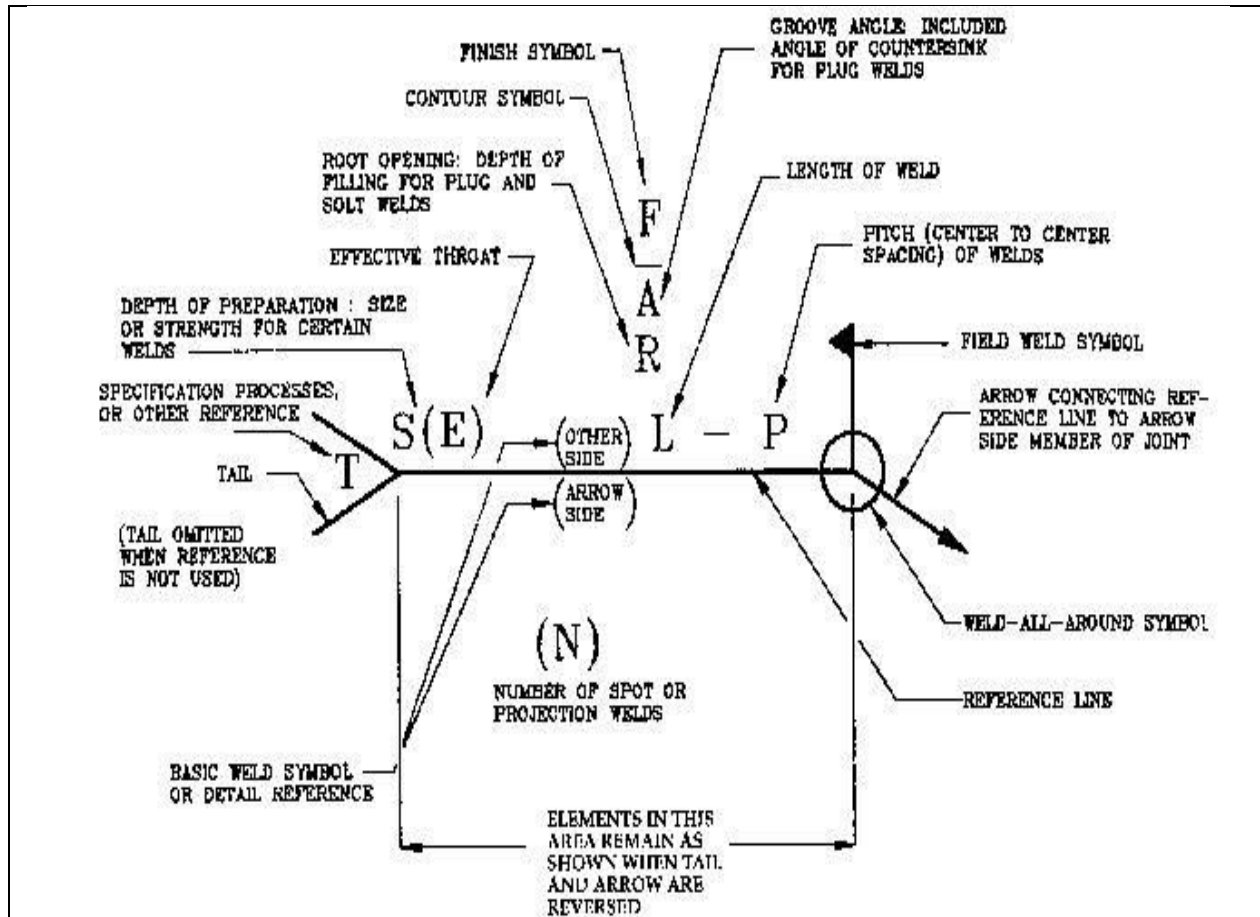 GROOVE ANGLE: INCLUDED
ANGLE OF COUNTERSINK
FOR PLUG WELDS
FINISH SYMBOL
CONTOUR SYMBOL
ROOT OPENING: DEPTH OF
FILLING FOR PLUG AND
SOLT WELDS
LENGTH OF WELD
F
EFFECTIVE THROAT
PITCH (CENTER TO CENTER
SPACING) OF WELDS
A
DEPTH OF PREPARATION : SIZE
OR STRENGTH FOR CERTAIN
WELDS
R
FIELD WELD SYMBOL
SPECIFICATION PROCESSES,
OR OTHER REFERENCE
S(E)
(OTHER
SIDE)
L - P
ARROW CONNECTING REF-
ERENCE LINE TO ARROW
SIDE MEMBER OF JOINT
T
TAIL
(ARROW
SIDE)
(TAIL OMITTED
WHEN REFERENCE
IS NOT USED)
WELD-ALL-AROUND SYMBOL
(N)
NUMBER OF SPOT OR
PROJECTION WELDS
REFERENCE LINE
BASIC WELD SYMBOL
OR DETAIL REFERENCE
ELEMENTS IN THIS
AREA REMAIN AS
SHOWN WHEN TAIL
AND ARROW ARE
REVERSED